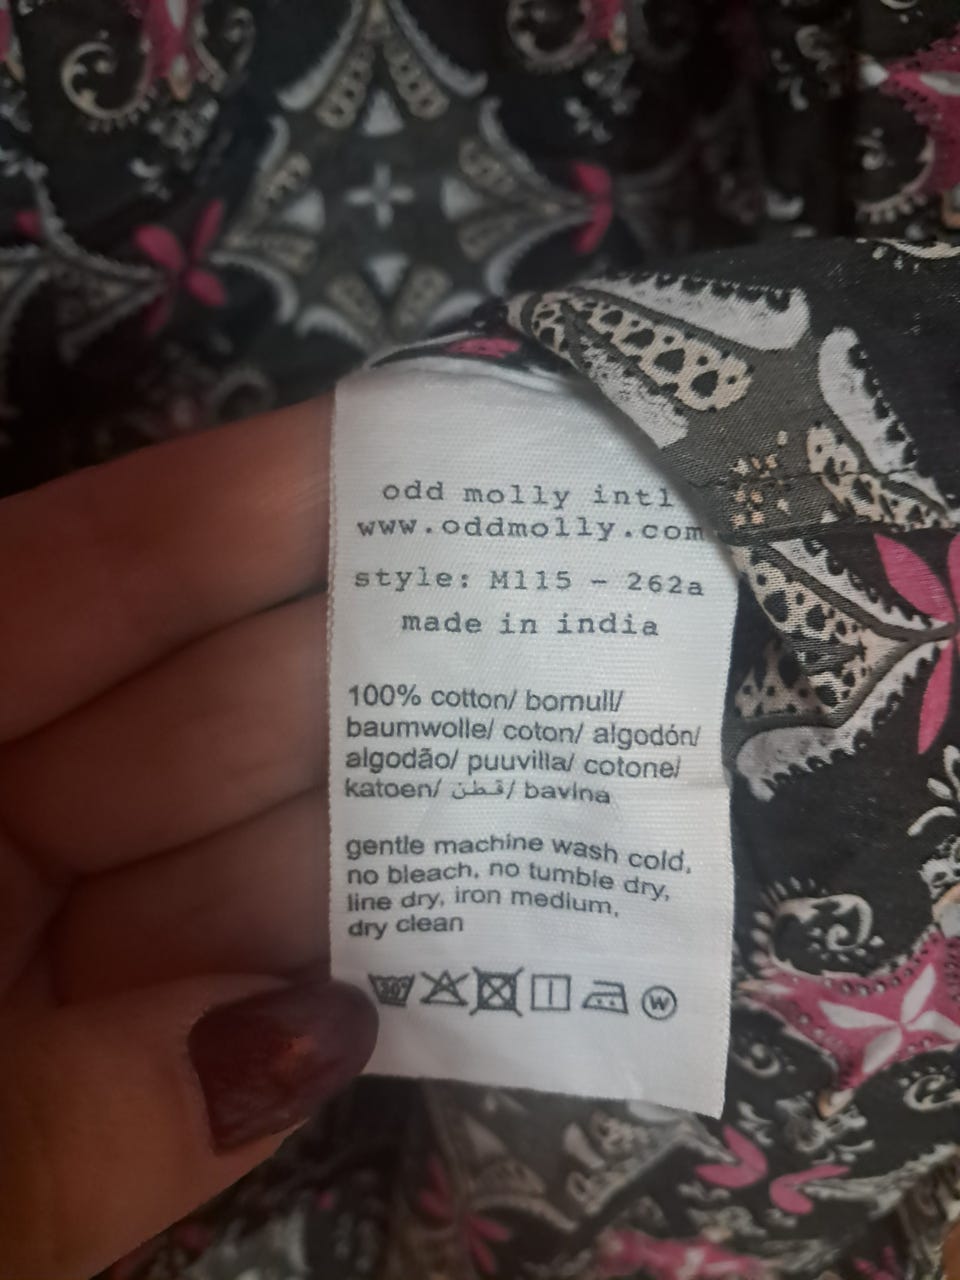 odd molly intl
www.oddmolly.com
style: M115 - 262a
made in india
100% cotton/ bomull/
baumwolle/ coton/ algodón/
algodão/ puuvilla/ cotone/
katoen/ قطن/ bavlna
gentle machine wash cold,
no bleach, no tumble dry,
line dry, iron medium,
dry clean
30° W